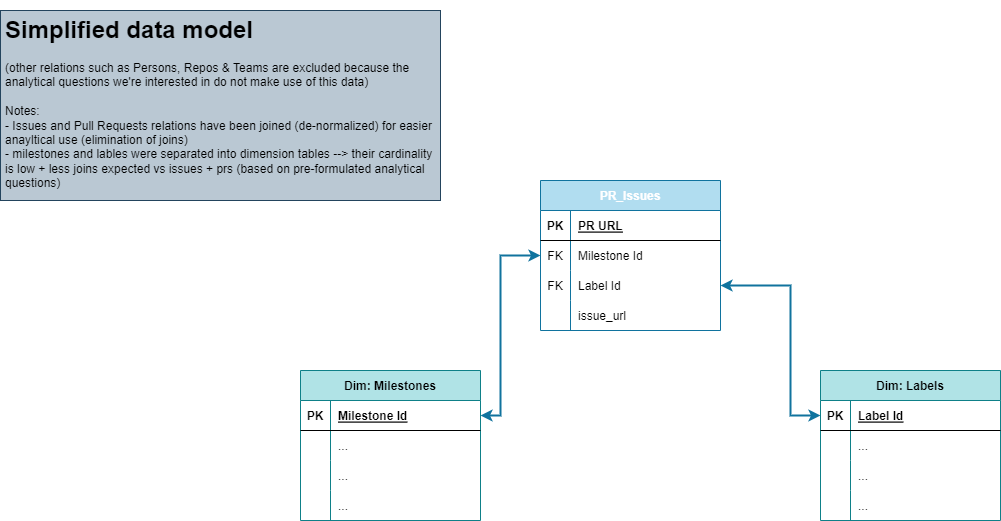 Simplified data model
(other relations such as Persons, Repos & Teams are excluded because the
analytical questions we're interested in do not make use of this data)
Notes:
- Issues and Pull Requests relations have been joined (de-normalized) for easier
anayltical use (elimination of joins)
- milestones and lables were separated into dimension tables --> their cardinality
is low + less joins expected vs issues + prs (based on pre-formulated analytical
questions)
PR_Issues
PK PR URL
FK Milestone Id
FK Label Id
issue_url
Dim: Milestones
PK Milestone Id
...
...
...
Dim: Labels
PK Label Id
...
...
...